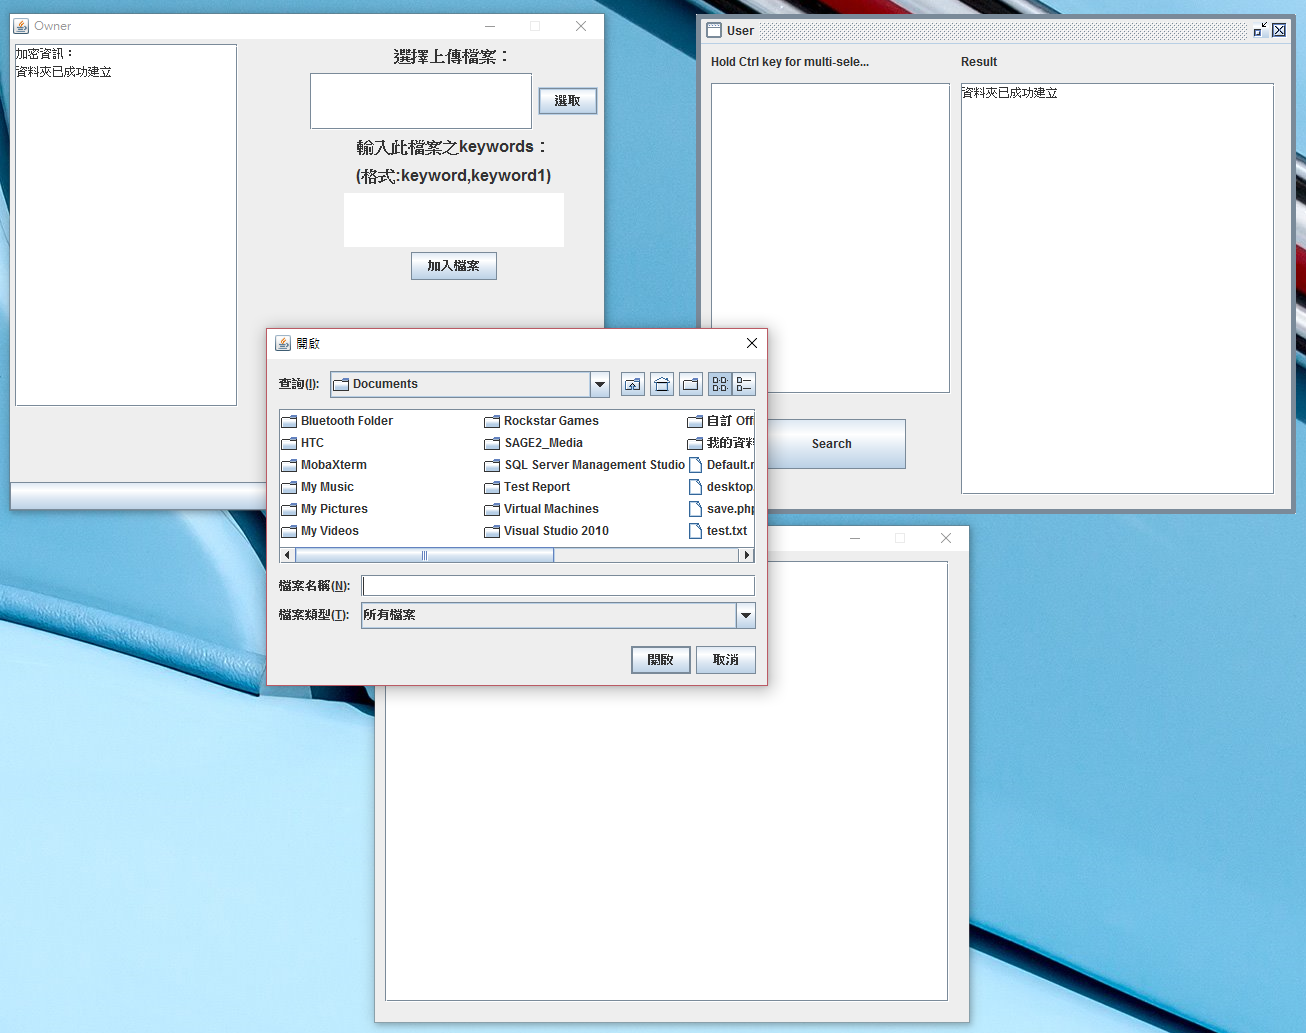 Owner
加密資訊：
資料夾已成功建立
選擇上傳檔案：
選取
輸入此檔案之keywords：
(格式:keyword,keyword1)
加入檔案
User
Hold Ctrl key for multi-sele...
Result
資料夾已成功建立
Search
開啟
查詢(I):
Documents
Bluetooth Folder
HTC
MobaXterm
My Music
My Pictures
My Videos
Rockstar Games
SAGE2_Media
SQL Server Management Studio
Test Report
Virtual Machines
Visual Studio 2010
自訂 Off
我的資料
Default.r
desktop.
save.php
test.txt
檔案名稱(N):
檔案類型(T):
所有檔案
開啟
取消